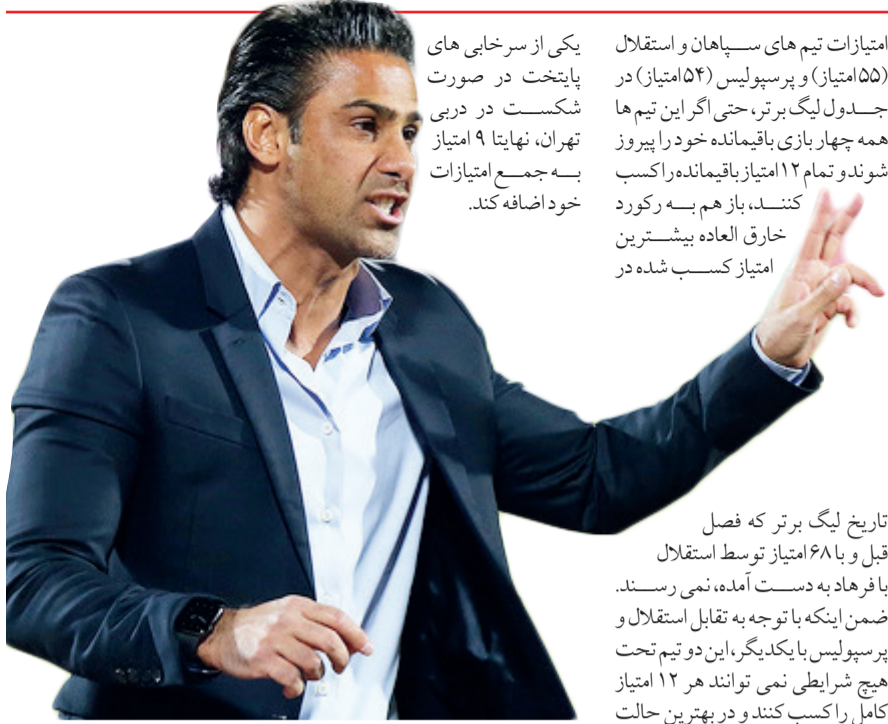 امتیازات تیم های سپاهان و استقلال
(۵۵امتیاز) و پرسپولیس (۵۴امتیاز) در
جدول لیگ برتر، حتی اگر این تیم ها
همه چهار بازی باقیمانده خود را پیروز
شوند و تمام ۱۲ امتیاز باقیمانده را کسب
کنند، باز هم به رکورد
خارق العاده بیشترین
امتیاز کسب شده در
تاریخ لیگ برتر که فصل
قبل و با ۶۸ امتیاز توسط استقلال
با فرهاد به دست آمده، نمی رسند.
ضمن اینکه با توجه به تقابل استقلال و
پرسپولیس با یکدیگر، این دو تیم تحت
هیچ شرایطی نمی توانند هر ۱۲ امتیاز
کامل را کسب کنند و در بهترین حالت
یکی از سرخابی های
پایتخت در صورت
شکست در دربی
تهران، نهایتا ۹ امتیاز
به جمع امتیازات
خود اضافه کند.